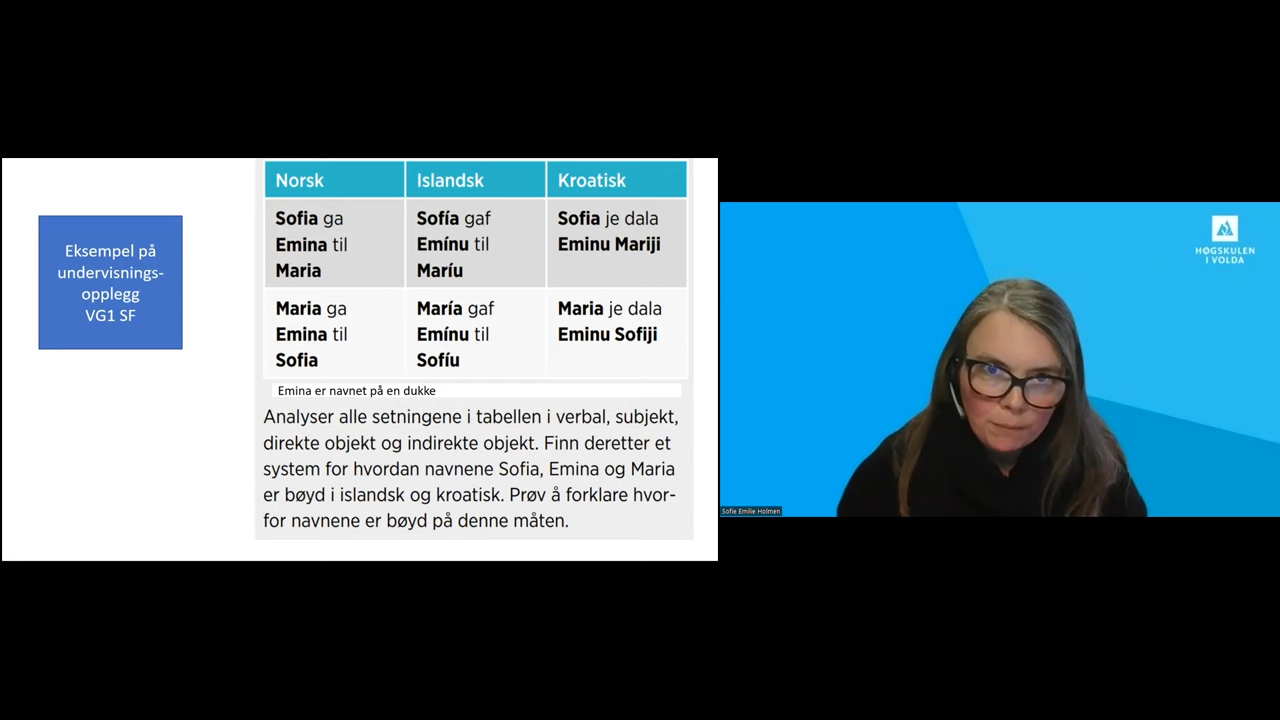 Eksempel på
undervisnings-
opplegg
VG1 SF
Norsk Islandsk Kroatisk
Sofia ga
Emina til
Maria
Sofía gaf
Emínu til
Maríu
Sofia je dala
Eminu Mariji
Maria ga
Emina til
Sofia
María gaf
Emínu til
Sofíu
Maria je dala
Eminu Sofiji
Emina er navnet på en dukke
Analyser alle setningene i tabellen i verbal, subjekt,
direkte objekt og indirekte objekt. Finn deretter et
system for hvordan navnene Sofia, Emina og Maria
er bøyd i islandsk og kroatisk. Prøv å forklare hvor-
for navnene er bøyd på denne måten.
HØGSKULEN
I VOLDA
Sofie Emilie Holmen